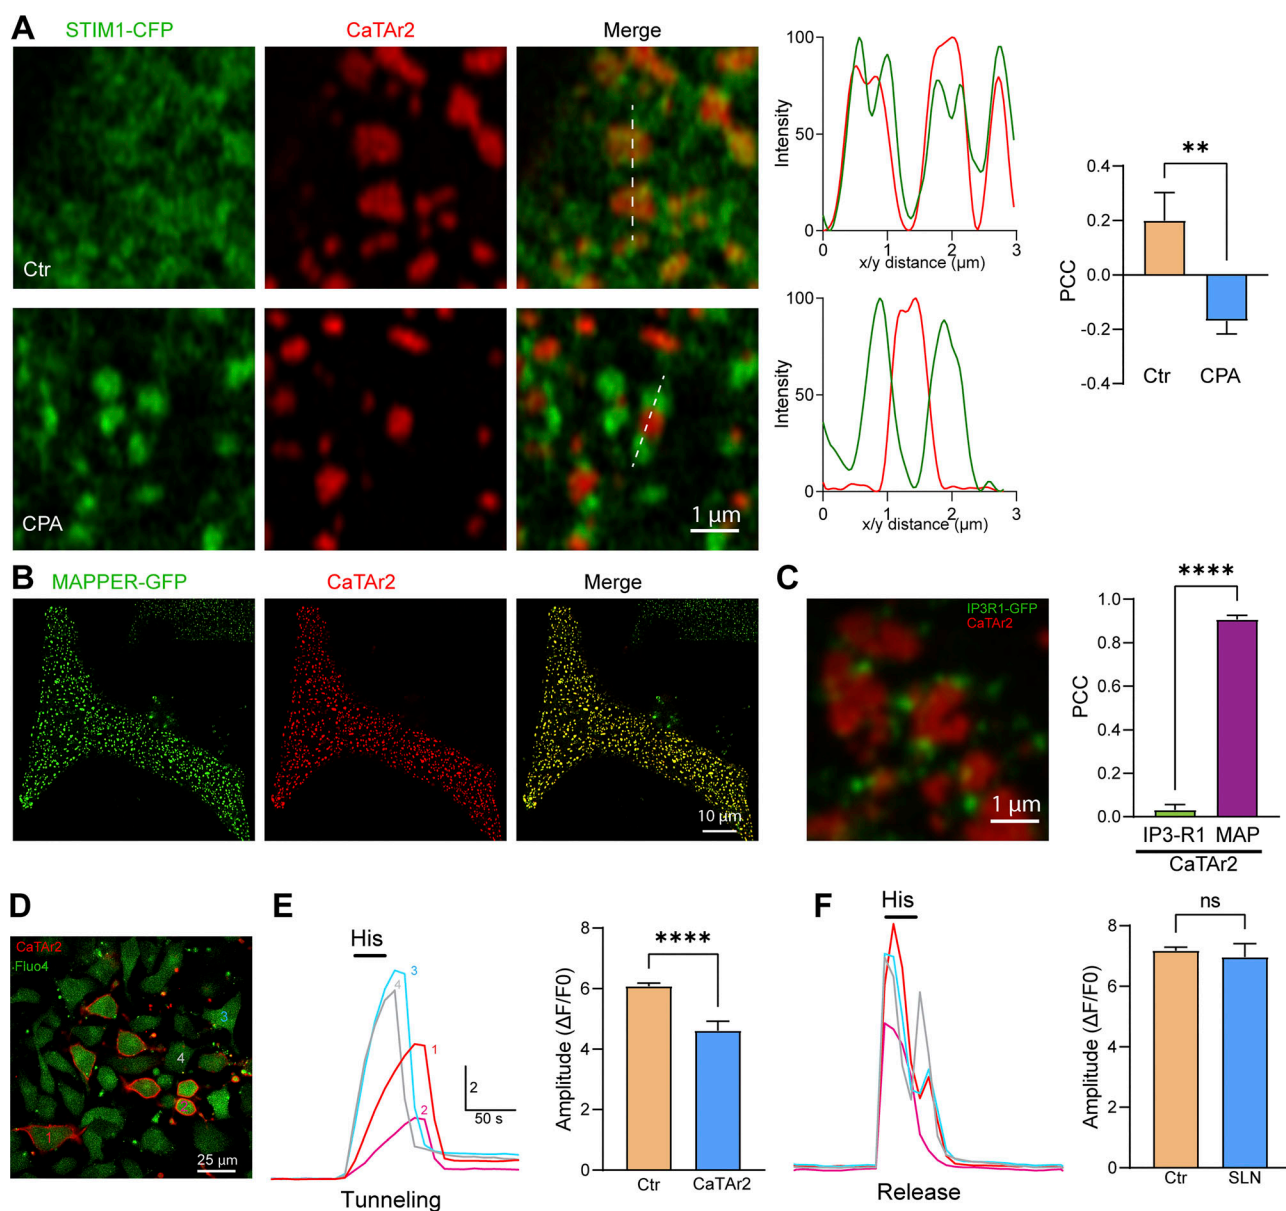 A
STIM1-CFP
CaTAr2
Merge
Ctr
CPA
1 µm
Intensity
100
50
0
0
1
2
3
x/y distance (µm)
Intensity
100
50
0
0
1
2
3
x/y distance (µm)
PCC
0.4
0.2
0.0
-0.2
-0.4
**
Ctr
CPA
B
MAPPER-GFP
CaTAr2
Merge
10 µm
C
IP3R1-GFP
CaTAr2
1 µm
PCC
1.0
0.8
0.6
0.4
0.2
0.0
****
IP3-R1
MAP
CaTAr2
D
CaTAr2
Fluo4
3
4
1
25 µm
E
His
3
4
1
2
2
50 s
Tunneling
Amplitude (ΔF/F0)
8
6
4
2
0
****
Ctr
CaTAr2
F
His
Release
Amplitude (ΔF/F0)
8
6
4
2
0
ns
Ctr
SLN